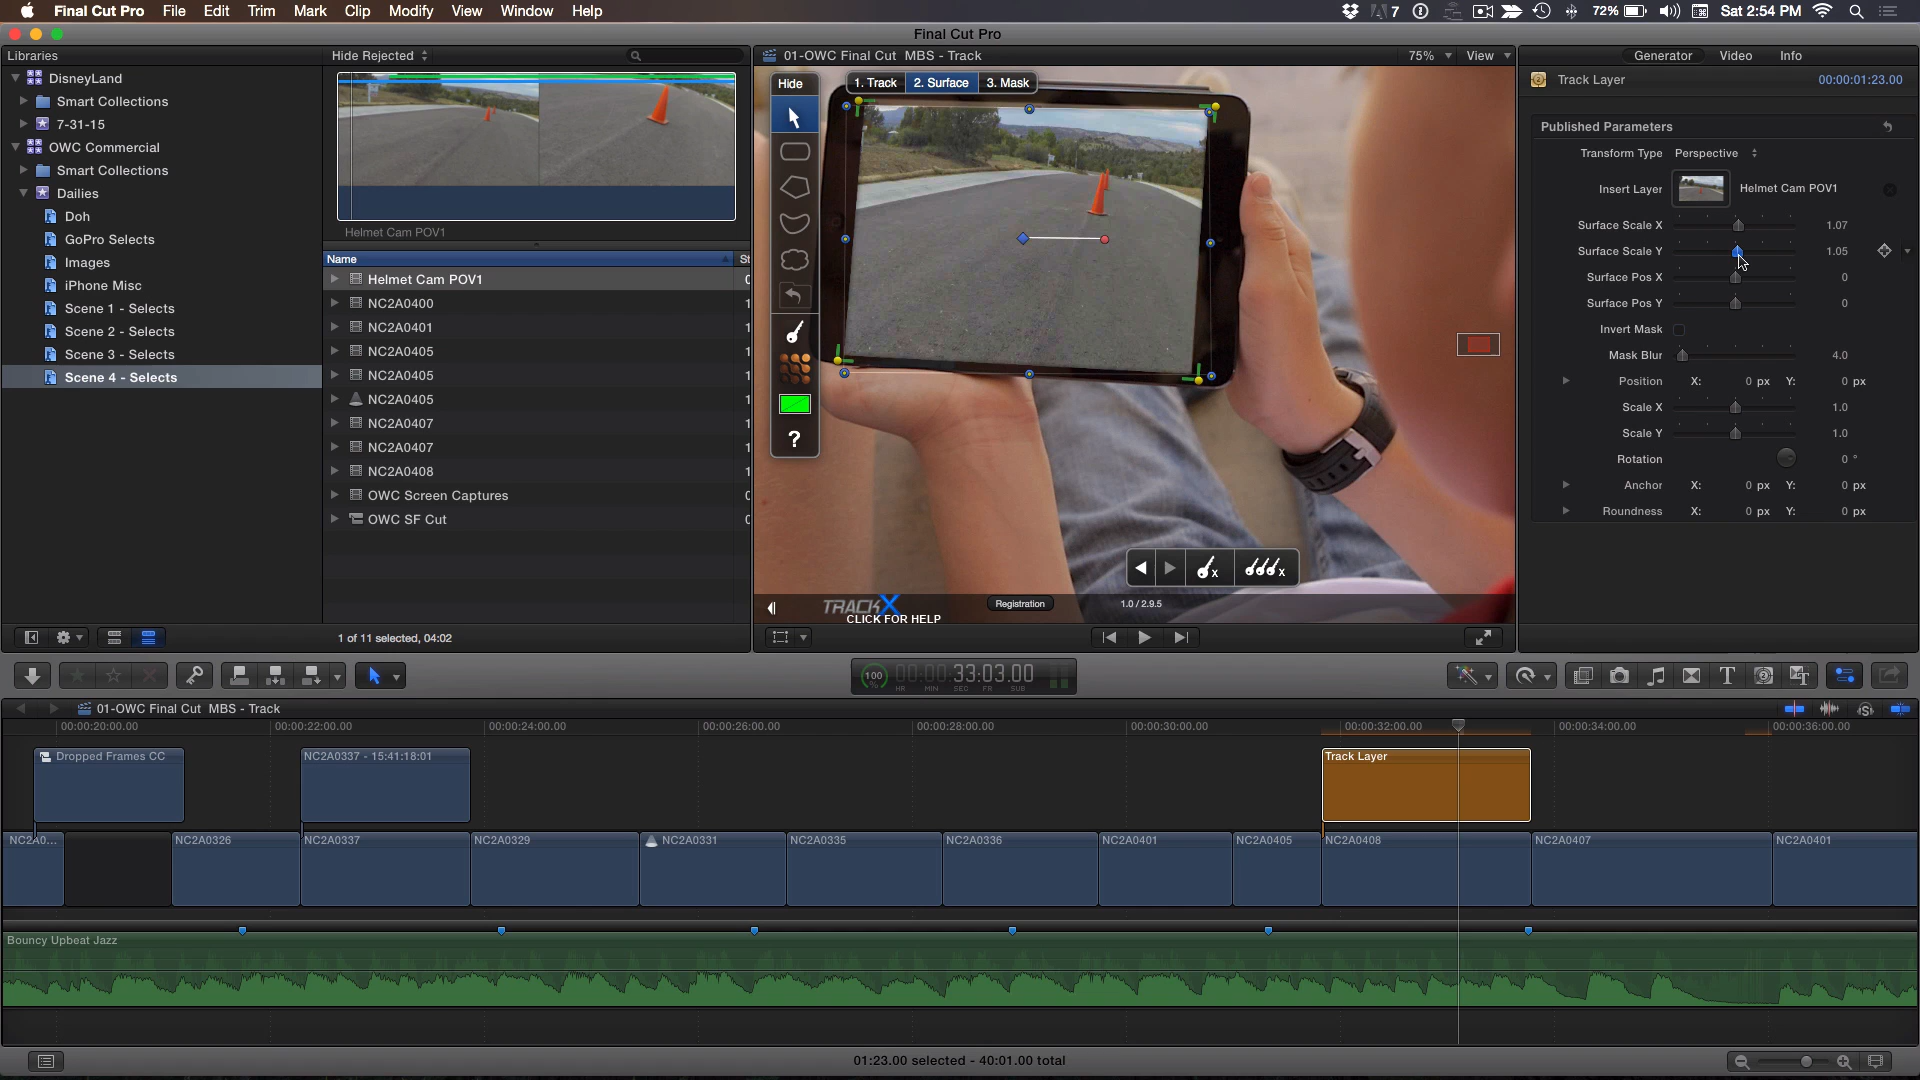 Final Cut Pro File Edit Trim Mark Clip Modify View Window Help
7 72% Sat 2:54 PM
Final Cut Pro
Libraries
Hide Rejected
01-OWC Final Cut MBS - Track
75% View
Generator Video Info
DisneyLand
Smart Collections
7-31-15
OWC Commercial
Smart Collections
Dailies
Doh
GoPro Selects
Images
iPhone Misc
Scene 1 - Selects
Scene 2 - Selects
Scene 3 - Selects
Scene 4 - Selects
Helmet Cam POV1
Name St
Helmet Cam POV1
NC2A0400
NC2A0401
NC2A0405
NC2A0405
NC2A0405
NC2A0407
NC2A0407
NC2A0408
OWC Screen Captures
OWC SF Cut
1 of 11 selected, 04:02
Hide
1. Track 2. Surface 3. Mask
?
TRACKX
CLICK FOR HELP
Registration
1.0 / 2.9.5
Track Layer 00:00:01:23.00
Published Parameters
Transform Type Perspective
Insert Layer Helmet Cam POV1
Surface Scale X 1.07
Surface Scale Y 1.05
Surface Pos X 0
Surface Pos Y 0
Invert Mask
Mask Blur 4.0
Position X: 0 px Y: 0 px
Scale X 1.0
Scale Y 1.0
Rotation 0 °
Anchor X: 0 px Y: 0 px
Roundness X: 0 px Y: 0 px
100 % 00:00:33:03.00
HR MIN SEC FR SUB
01-OWC Final Cut MBS - Track
00:00:20:00.00 00:00:22:00.00 00:00:24:00.00 00:00:26:00.00 00:00:28:00.00 00:00:30:00.00 00:00:32:00.00 00:00:34:00.00 00:00:36:00.00
Dropped Frames CC NC2A0337 - 15:41:18:01 Track Layer
NC2A0... NC2A0326 NC2A0337 NC2A0329 NC2A0331 NC2A0335 NC2A0336 NC2A0401 NC2A0405 NC2A0408 NC2A0407 NC2A0401
Bouncy Upbeat Jazz
01:23.00 selected - 40:01.00 total